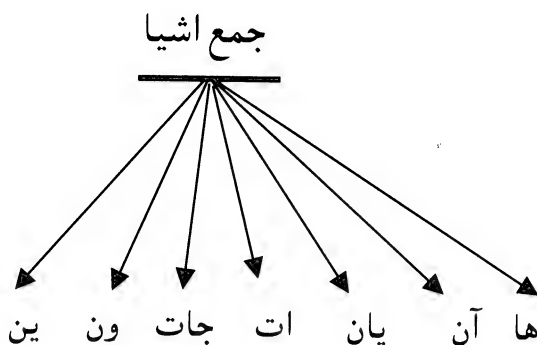 جمع اشیا
ها آن یان ات جات ون ین